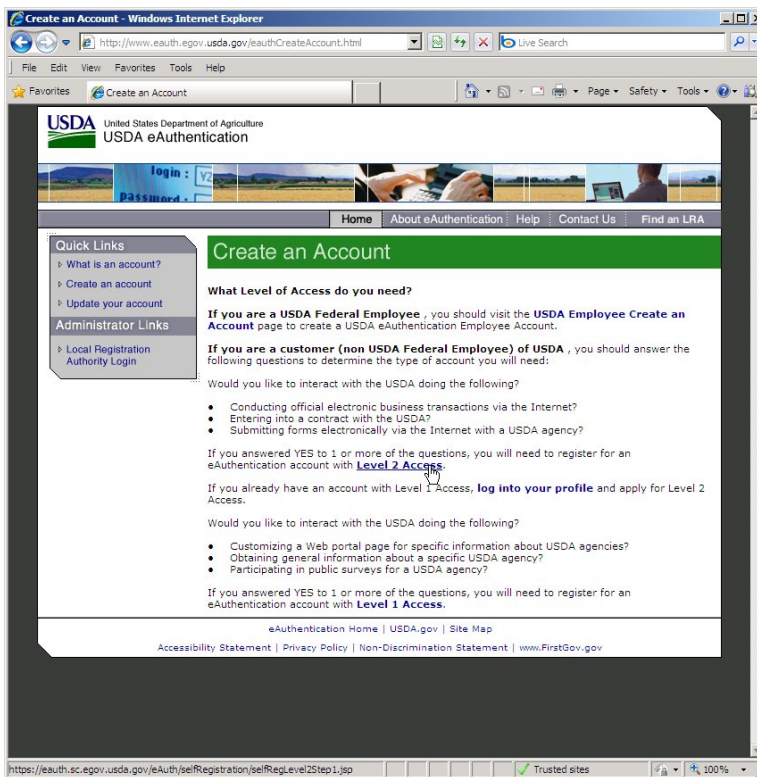 Create an Account - Windows Internet Explorer
http://www.eauth.egov.usda.gov/eauthCreateAccount.html
Live Search
File Edit View Favorites Tools Help
Favorites Create an Account Page Safety Tools
USDA United States Department of Agriculture
USDA eAuthentication
login :
password :
Home About eAuthentication Help Contact Us Find an LRA
Quick Links
What is an account?
Create an account
Update your account
Administrator Links
Local Registration
Authority Login
Create an Account
What Level of Access do you need?
If you are a USDA Federal Employee , you should visit the USDA Employee Create an
Account page to create a USDA eAuthentication Employee Account.
If you are a customer (non USDA Federal Employee) of USDA , you should answer the
following questions to determine the type of account you will need:
Would you like to interact with the USDA doing the following?
● Conducting official electronic business transactions via the Internet?
● Entering into a contract with the USDA?
● Submitting forms electronically via the Internet with a USDA agency?
If you answered YES to 1 or more of the questions, you will need to register for an
eAuthentication account with Level 2 Access.
If you already have an account with Level 1 Access, log into your profile and apply for Level 2
Access.
Would you like to interact with the USDA doing the following?
● Customizing a Web portal page for specific information about USDA agencies?
● Obtaining general information about a specific USDA agency?
● Participating in public surveys for a USDA agency?
If you answered YES to 1 or more of the questions, you will need to register for an
eAuthentication account with Level 1 Access.
eAuthentication Home | USDA.gov | Site Map
Accessibility Statement | Privacy Policy | Non-Discrimination Statement | www.FirstGov.gov
https://eauth.sc.egov.usda.gov/eAuth/selfRegistration/selfRegLevel2Step1.jsp Trusted sites 100%